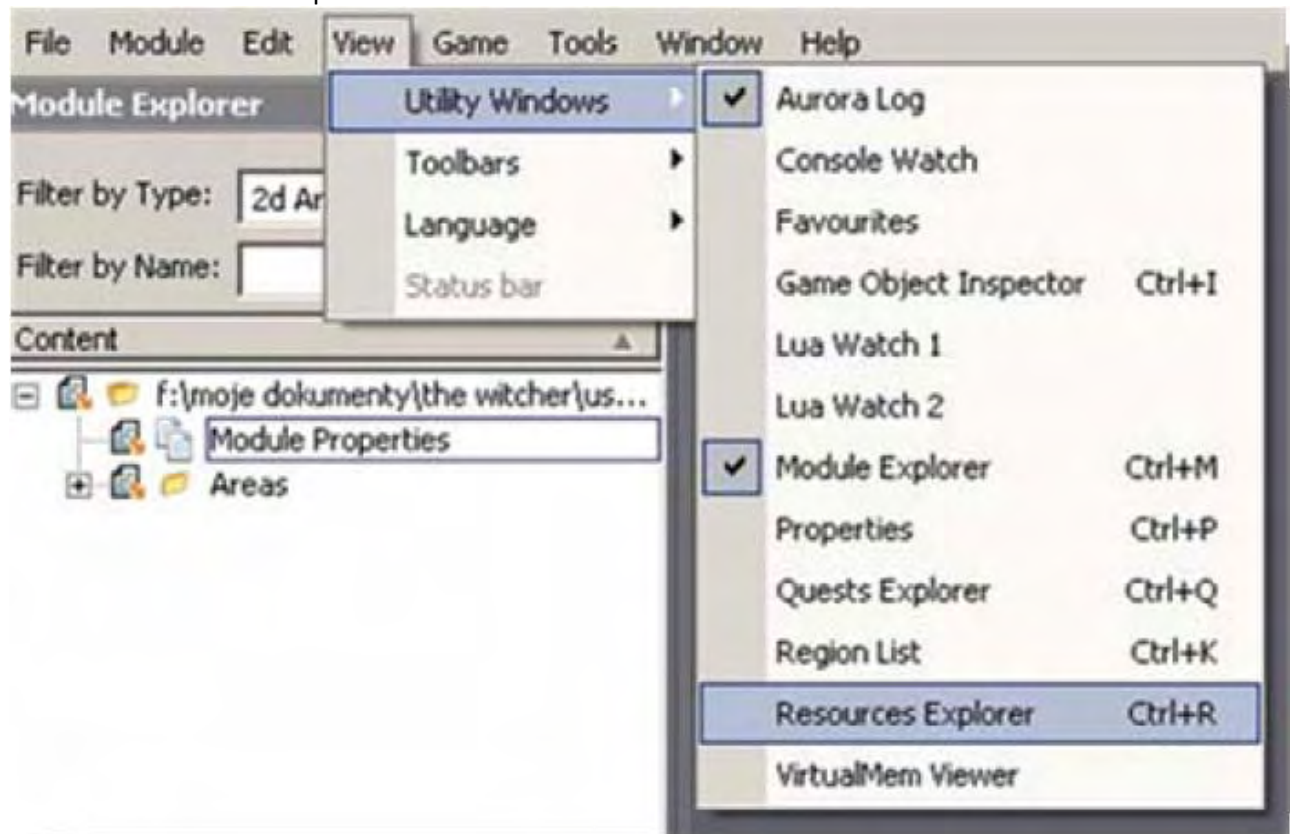 File Module Edit View Game Tools Window Help
Module Explorer
Filter by Type: 2d Ar
Filter by Name:
Content
f:\moje dokumenty\the witcher\us...
Module Properties
Areas
Utility Windows
Toolbars
Language
Status bar
Aurora Log
Console Watch
Favourites
Game Object Inspector Ctrl+I
Lua Watch 1
Lua Watch 2
Module Explorer Ctrl+M
Properties Ctrl+P
Quests Explorer Ctrl+Q
Region List Ctrl+K
Resources Explorer Ctrl+R
VirtualMem Viewer